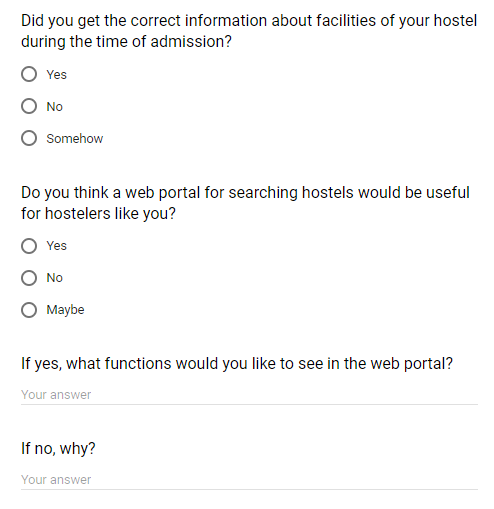 Did you get the correct information about facilities of your hostel
during the time of admission?
Yes
No
Somehow
Do you think a web portal for searching hostels would be useful
for hostelers like you?
Yes
No
Maybe
If yes, what functions would you like to see in the web portal?
Your answer
If no, why?
Your answer